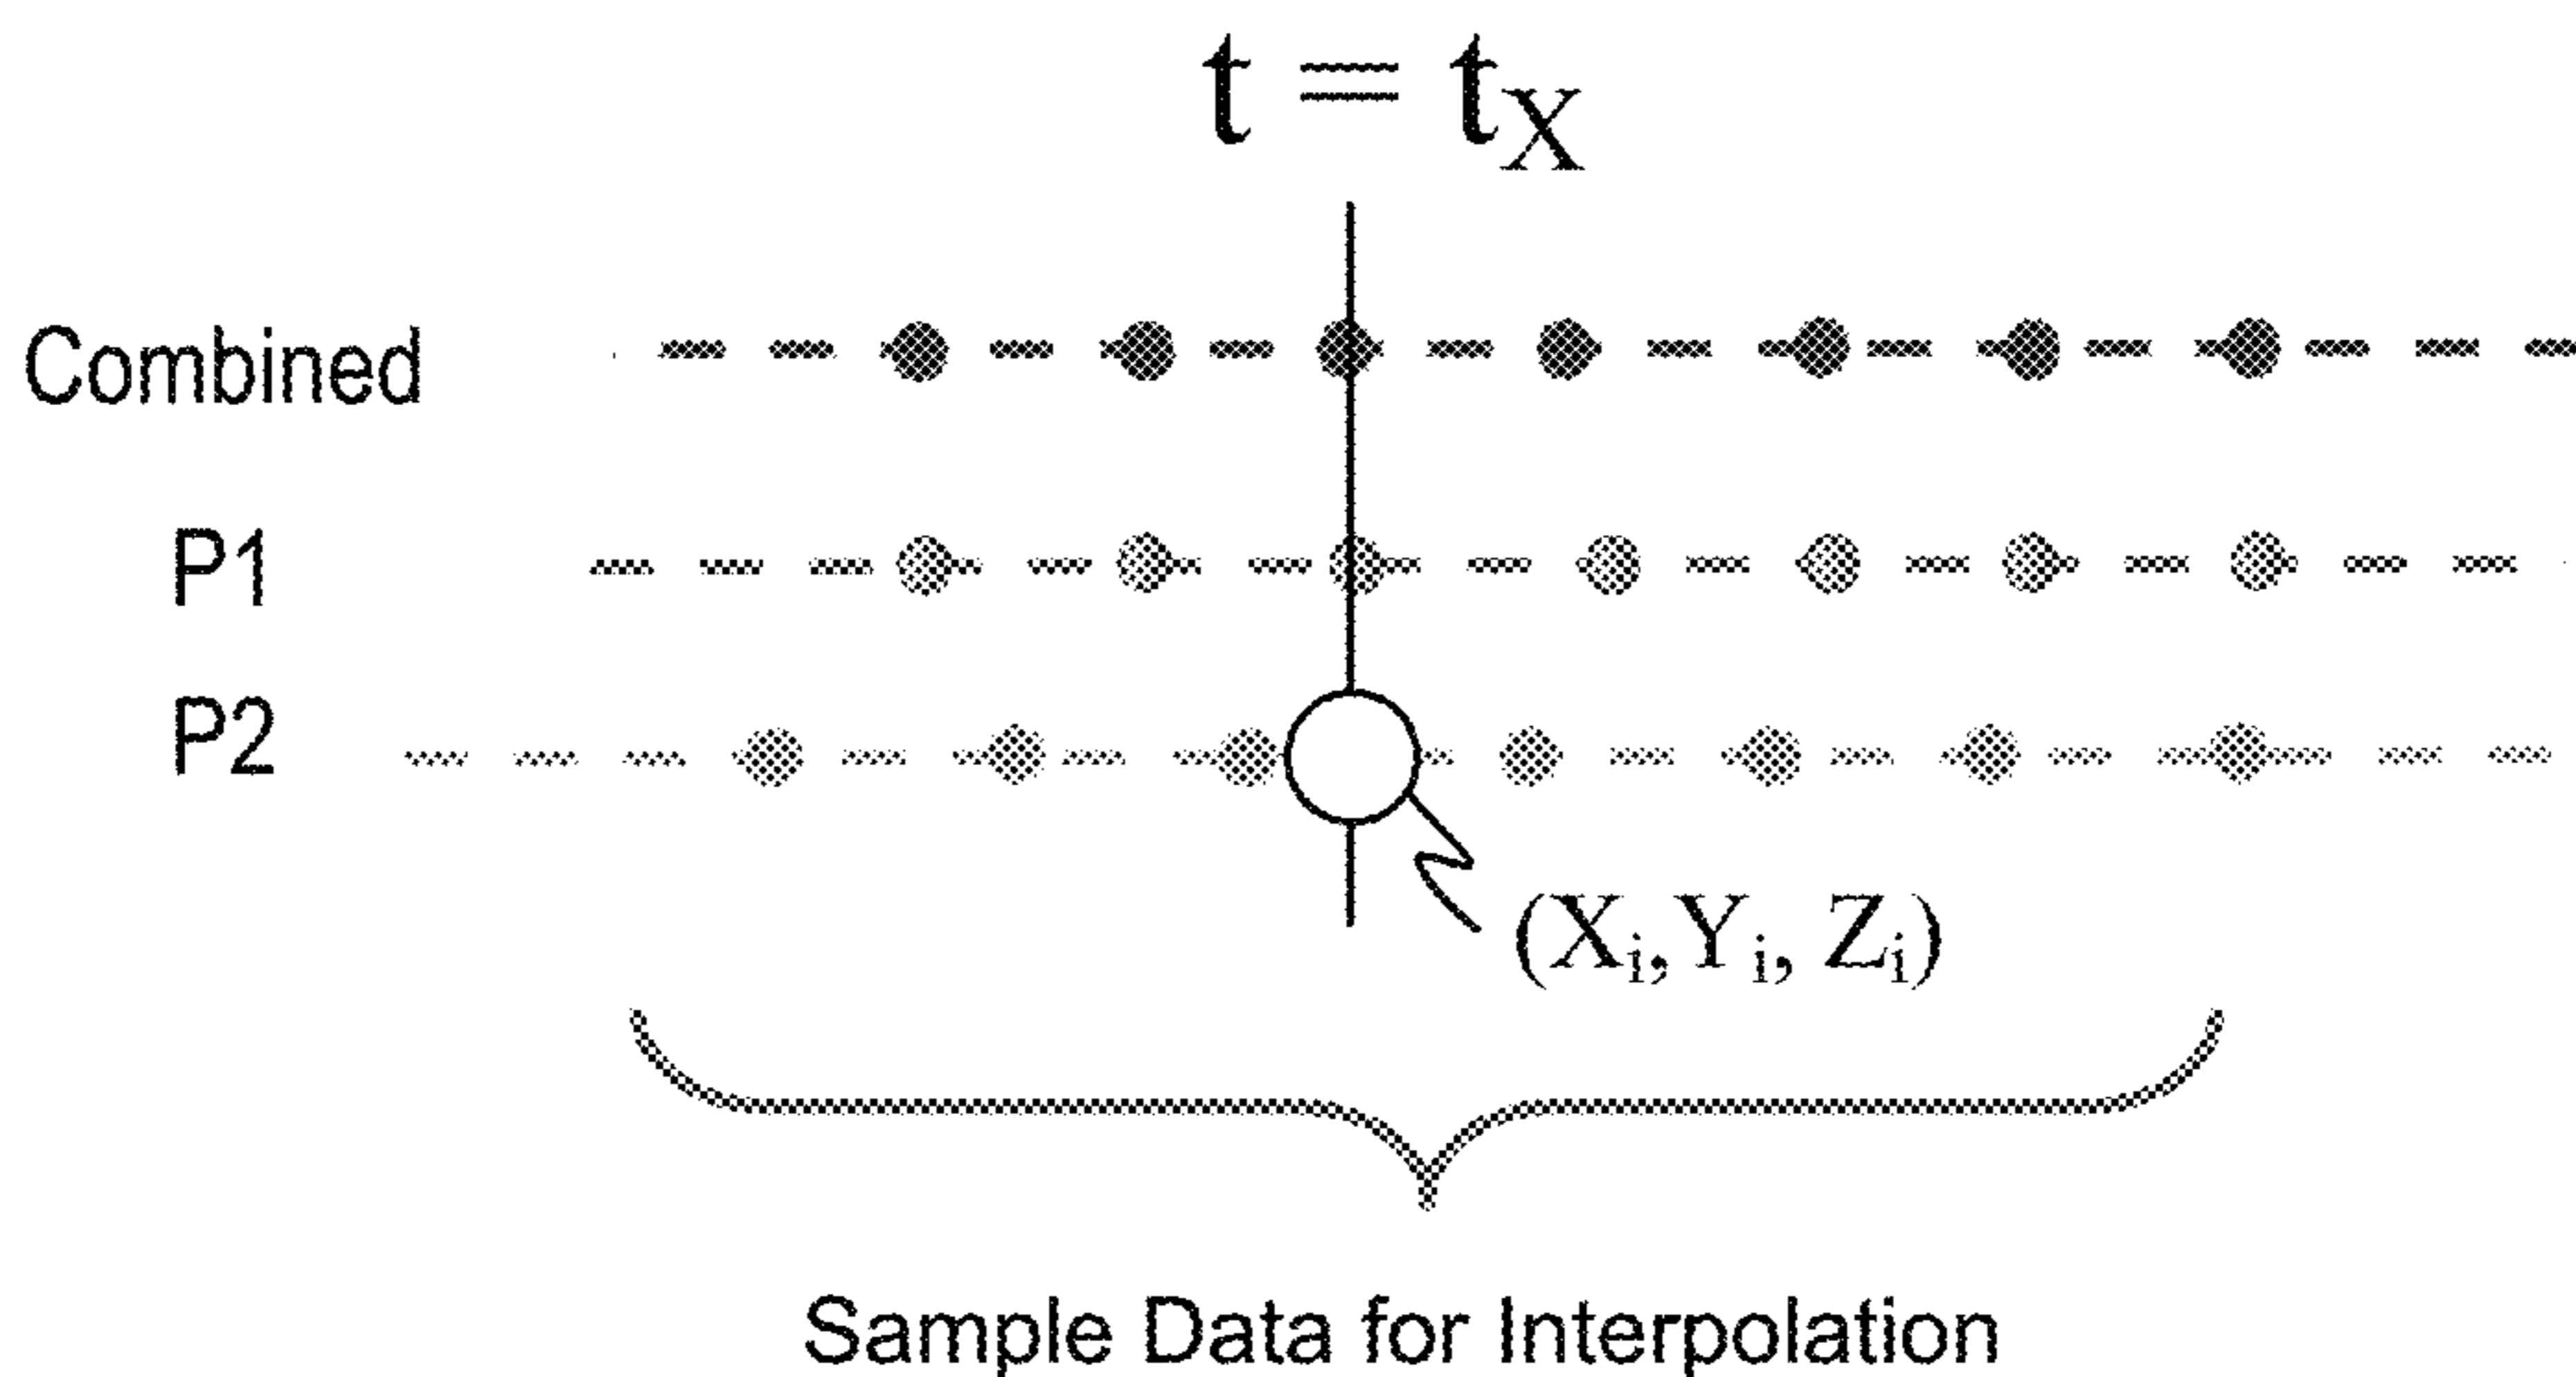 t = tX
Combined
P1
P2
(Xi, Yi, Zi)
Sample Data for Interpolation